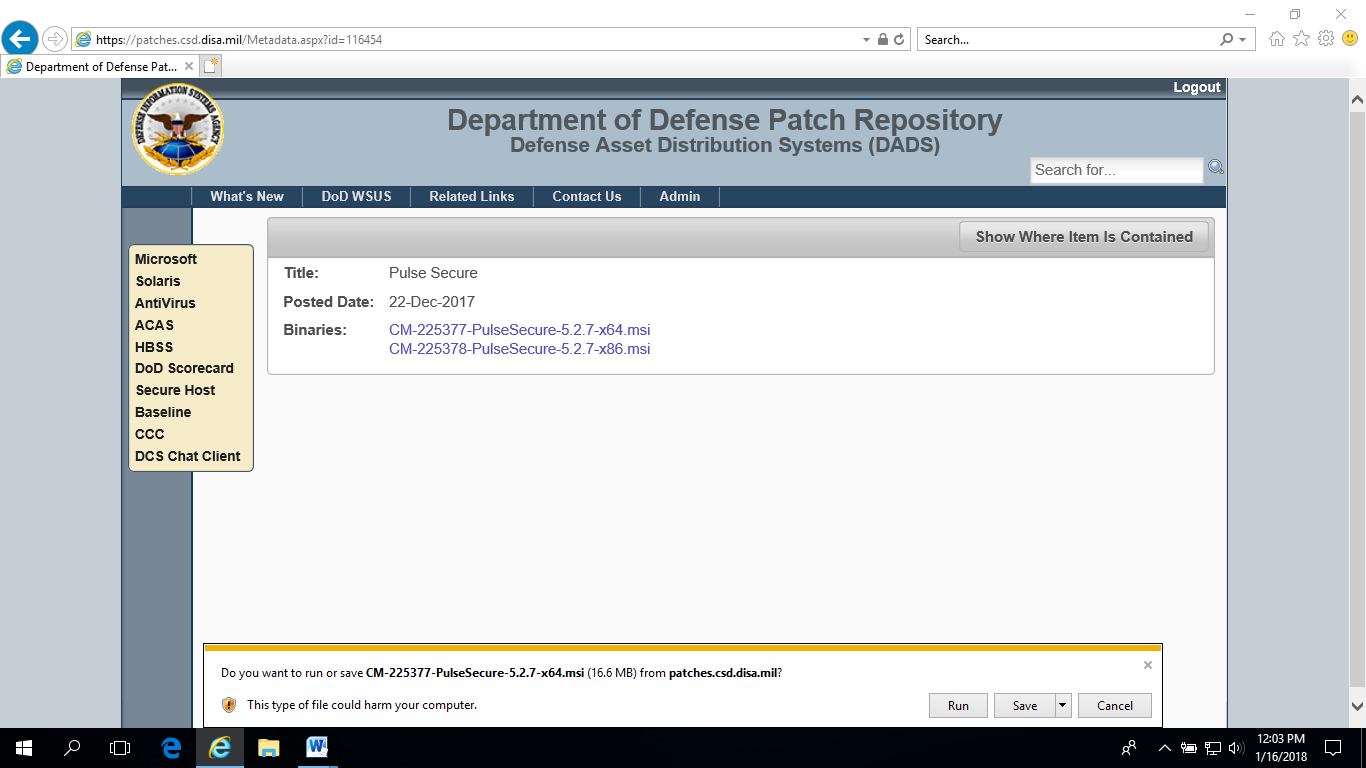 https://patches.csd.disa.mil/Metadata.aspx?id=116454
Search...
Department of Defense Pat...
Logout
DEFENSE INFORMATION SYSTEMS AGENCY
Department of Defense Patch Repository
Defense Asset Distribution Systems (DADS)
Search for...
What's New
DoD WSUS
Related Links
Contact Us
Admin
Show Where Item Is Contained
Microsoft
Solaris
AntiVirus
ACAS
HBSS
DoD Scorecard
Secure Host
Baseline
CCC
DCS Chat Client
Title: Pulse Secure
Posted Date: 22-Dec-2017
Binaries: CM-225377-PulseSecure-5.2.7-x64.msi
CM-225378-PulseSecure-5.2.7-x86.msi
Do you want to run or save CM-225377-PulseSecure-5.2.7-x64.msi (16.6 MB) from patches.csd.disa.mil?
This type of file could harm your computer.
Run
Save
Cancel
12:03 PM
1/16/2018